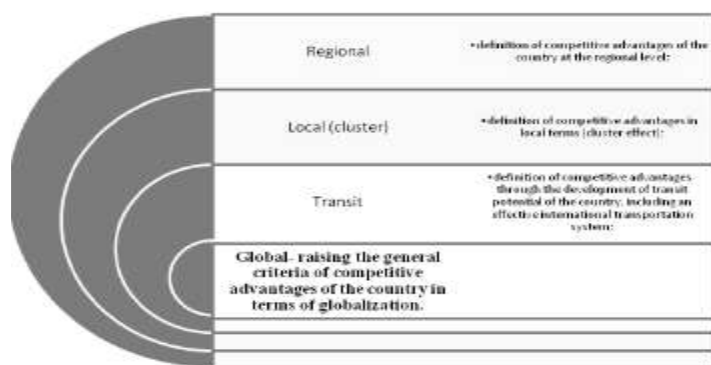 Regional
•definition of competitive advantages of the
country at the regional level;
Local (cluster)
•definition of competitive advantages in
local terms (cluster effect);
Transit
•definition of competitive advantages
through the development of transit
potential of the country, including an
effective international transportation
system;
Global- raising the general
criteria of competitive
advantages of the country in
terms of globalization.